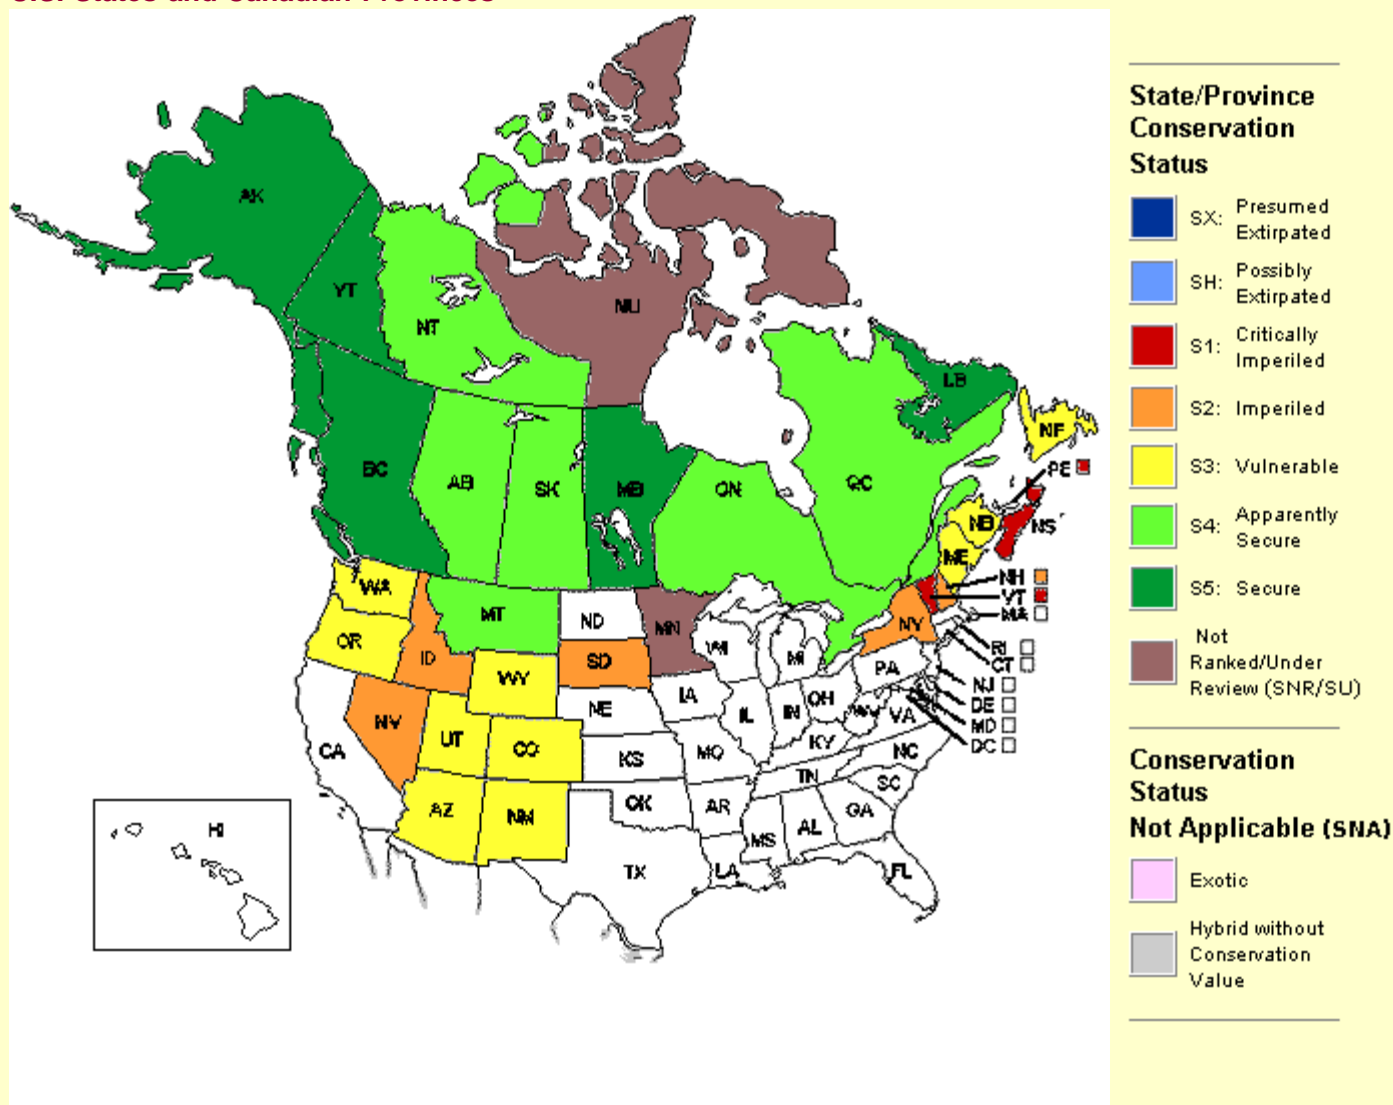 U.S. States and Canadian Provinces
AK
YT
NT
NU
BC
AB
SK
MB
ON
QC
LB
NF
PE
NS
NB
ME
NH
VT
MA
RI
CT
NJ
DE
MD
DC
WA
OR
ID
MT
ND
MN
WI
MI
NY
PA
SD
WY
NV
UT
CO
NE
IA
IL
IN
OH
WV
VA
CA
AZ
NM
KS
MO
KY
NC
TN
SC
OK
AR
MS
AL
GA
TX
LA
FL
HI
State/Province
Conservation
Status
SX: Presumed
Extirpated
SH: Possibly
Extirpated
S1: Critically
Imperiled
S2: Imperiled
S3: Vulnerable
S4: Apparently
Secure
S5: Secure
Not
Ranked/Under
Review (SNR/SU)
Conservation
Status
Not Applicable (SNA)
Exotic
Hybrid without
Conservation
Value